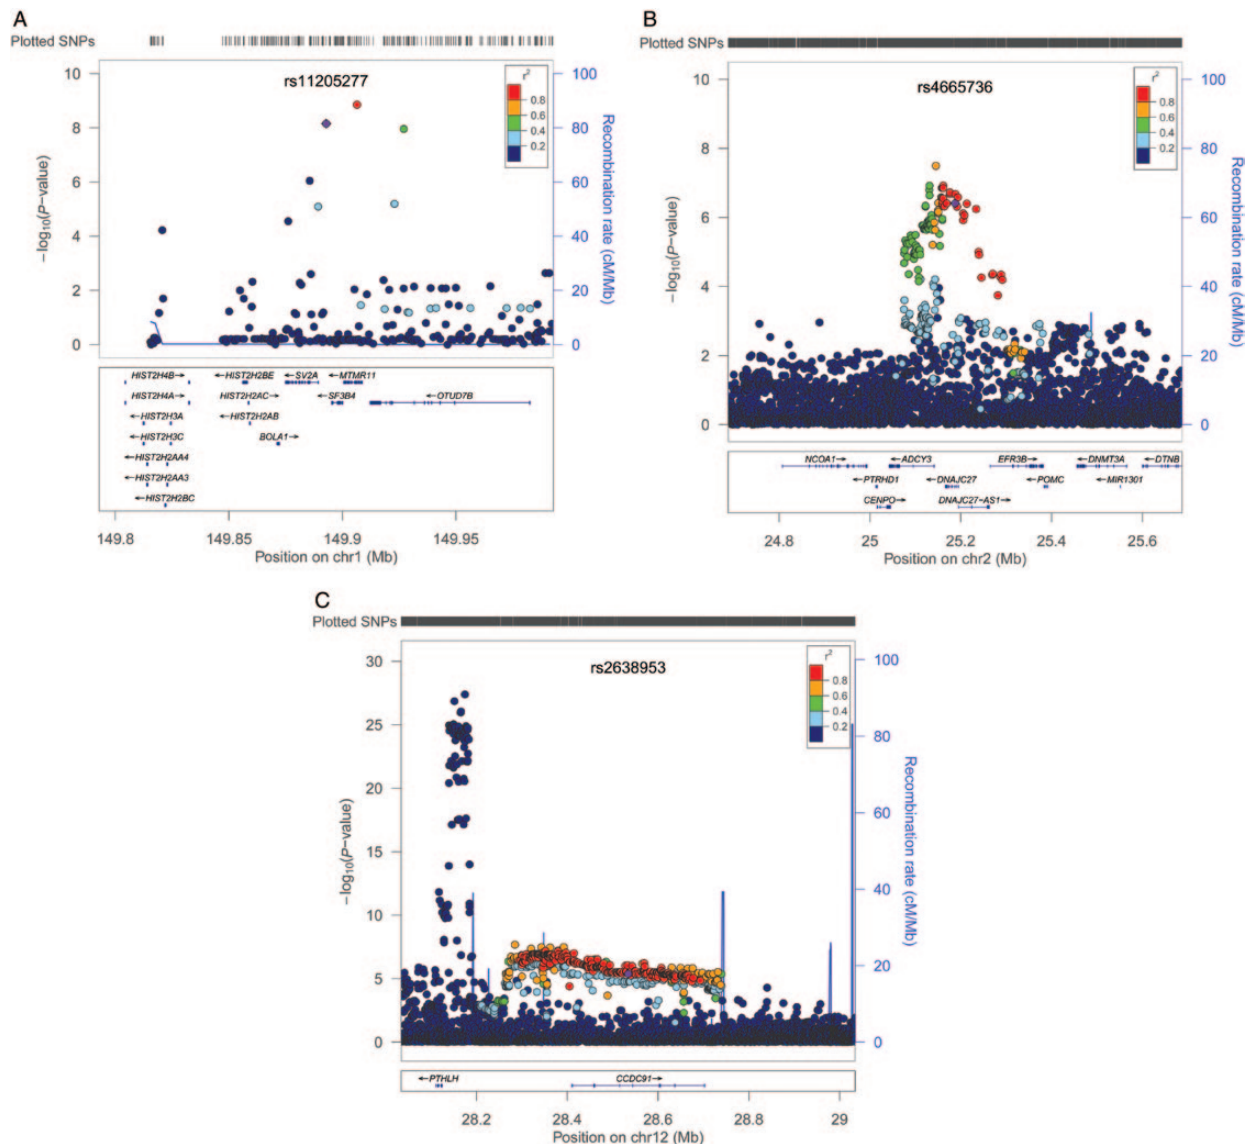 A
Plotted SNPs
rs11205277
r²
0.8
0.6
0.4
0.2
10
8
6
4
2
0
−log₁₀(P−value)
100
80
60
40
20
0
Recombination rate (cM/Mb)
←HIST2H4B →
←HIST2H2BE
←SV2A
←MTMR11
HIST2H4A→
←HIST2H2AC→
←SF3B4
←OTUD7B
←HIST2H3A
←HIST2H2AB
←HIST2H3C
BOLA1→
←HIST2H2AA4→
←HIST2H2AA3→
←HIST2H2BC
149.8
149.85
149.9
149.95
Position on chr1 (Mb)
B
Plotted SNPs
rs4665736
r²
0.8
0.6
0.4
0.2
10
8
6
4
2
0
−log₁₀(P−value)
100
80
60
40
20
0
Recombination rate (cM/Mb)
NCOA1→
←ADCY3
EFR3B→
←DNMT3A
←DTNB
←PTRHD1
←DNAJC27
←POMC
←MIR1301
CENPO→
DNAJC27−AS1→
24.8
25
25.2
25.4
25.6
Position on chr2 (Mb)
C
Plotted SNPs
rs2638953
r²
0.8
0.6
0.4
0.2
30
25
20
15
10
5
0
−log₁₀(P−value)
100
80
60
40
20
0
Recombination rate (cM/Mb)
←PTHLH
CCDC91→
28.2
28.4
28.6
28.8
29
Position on chr12 (Mb)